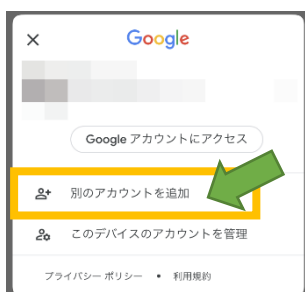 Google
Google アカウントにアクセス
別のアカウントを追加
このデバイスのアカウントを管理
プライバシー ポリシー • 利用規約